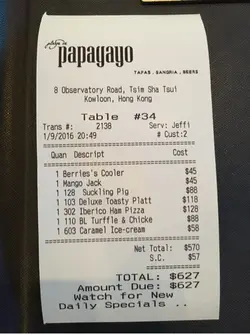 papagayo
TAPAS . SANGRIA . BEERS
8 Observatory Road, Tsim Sha Tsui
Kowloon, Hong Kong
Table #34
Trans #: 2138 Serv: Jeffi
1/9/2016 20:49 # Cust:2
Quan Descript Cost
1 Berries's Cooler $45
1 Mango Jack $45
1 128 Suckling Pig $88
1 103 Deluxe Toasty Platt $118
1 302 Iberico Ham Pizza $128
1 110 BL Turffle & Chicke $88
1 603 Caramel Ice-cream $58
Net Total: $570
S.C: $57
TOTAL: $627
Amount Due: $627
Watch for New
Daily Specials ..